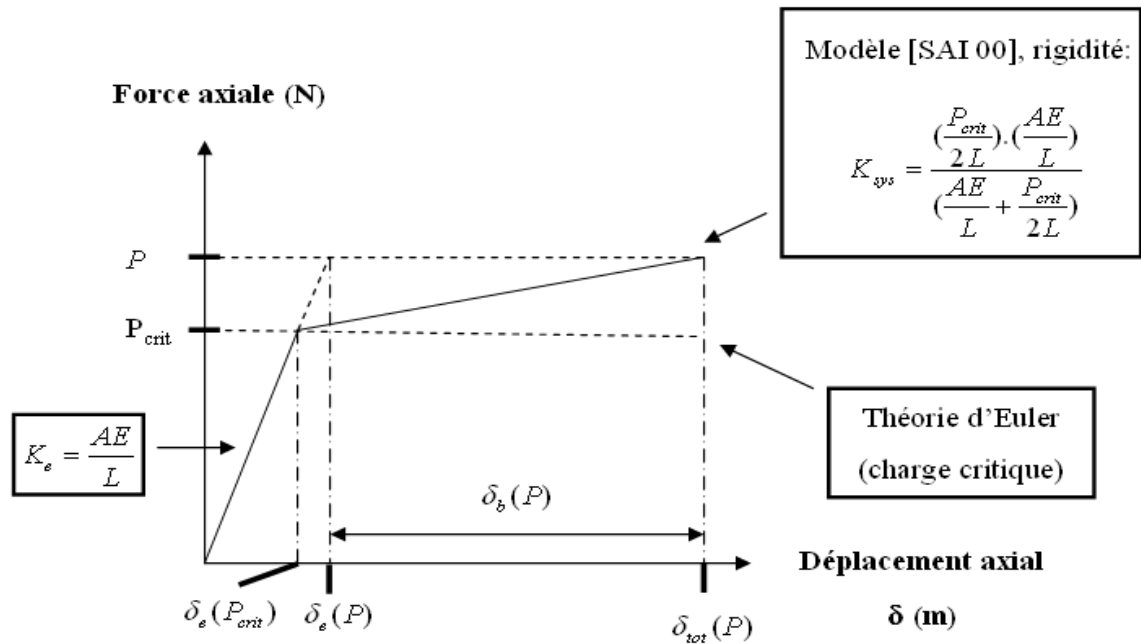 Modèle [SAI 00], rigidité:
K_sys = ((P_crit / 2L).(AE / L)) / (AE / L + P_crit / 2L)
Force axiale (N)
P
P_crit
Théorie d'Euler
(charge critique)
K_e = AE / L
δ_b(P)
Déplacement axial
δ (m)
δ_e(P_crit)
δ_e(P)
δ_tot(P)